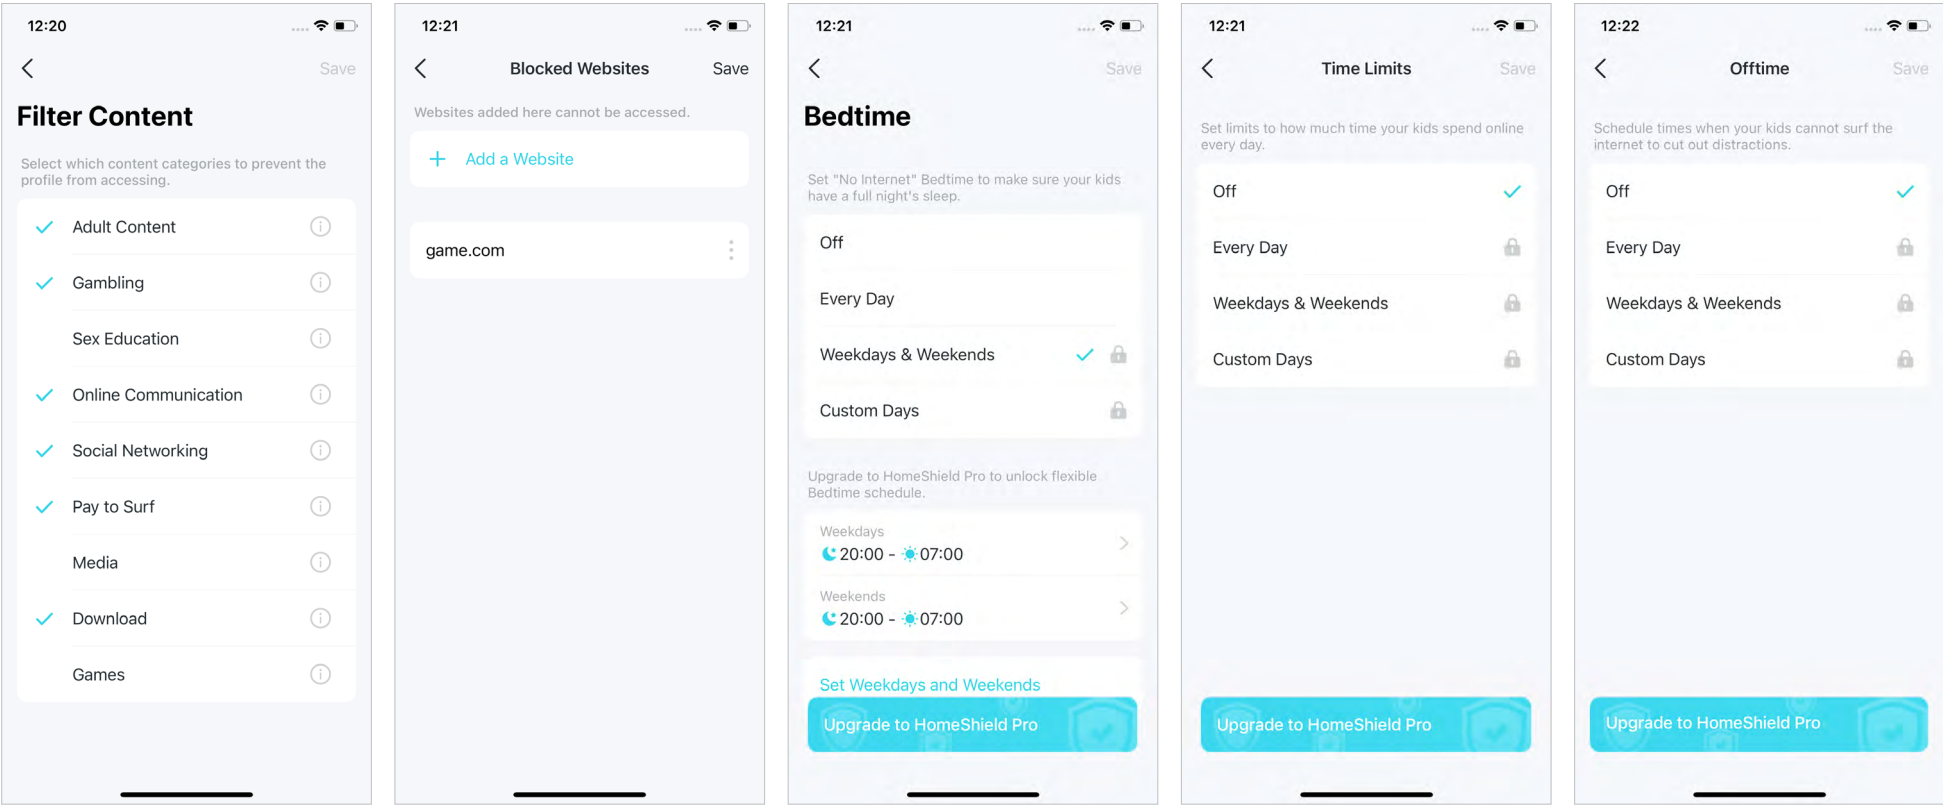 12:20
Save
Filter Content
Select which content categories to prevent the
profile from accessing.
Adult Content
Gambling
Sex Education
Online Communication
Social Networking
Pay to Surf
Media
Download
Games
12:21
Blocked Websites
Save
Websites added here cannot be accessed.
+ Add a Website
game.com
12:21
Save
Bedtime
Set "No Internet" Bedtime to make sure your kids
have a full night's sleep.
Off
Every Day
Weekdays & Weekends
Custom Days
Upgrade to HomeShield Pro to unlock flexible
Bedtime schedule.
Weekdays
20:00 - 07:00
Weekends
20:00 - 07:00
Set Weekdays and Weekends
Upgrade to HomeShield Pro
12:21
Time Limits
Save
Set limits to how much time your kids spend online
every day.
Off
Every Day
Weekdays & Weekends
Custom Days
Upgrade to HomeShield Pro
12:22
Offtime
Save
Schedule times when your kids cannot surf the
internet to cut out distractions.
Off
Every Day
Weekdays & Weekends
Custom Days
Upgrade to HomeShield Pro